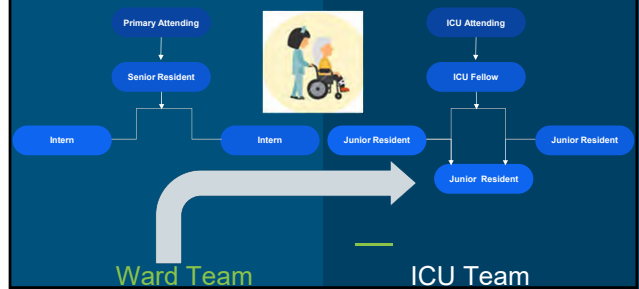 Primary Attending
ICU Attending
Senior Resident
ICU Fellow
Intern
Intern
Junior Resident
Junior Resident
Junior Resident
Ward Team
ICU Team